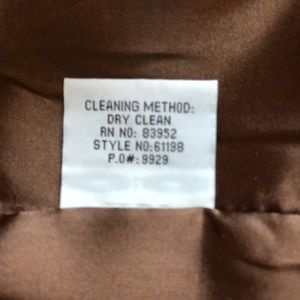 CLEANING METHOD:
DRY CLEAN
RN NO: 83952
STYLE NO:61198
P.O#:9929